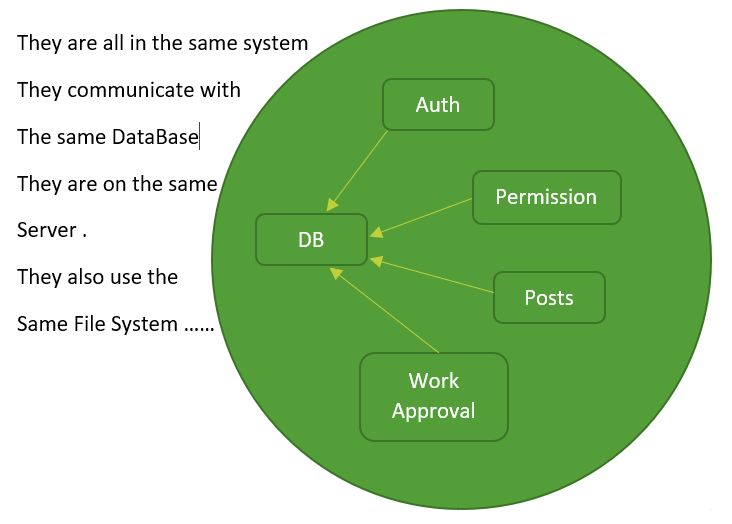 They are all in the same system
They communicate with
The same DataBase
They are on the same
Server .
They also use the
Same File System ......
Auth
Permission
DB
Posts
Work
Approval